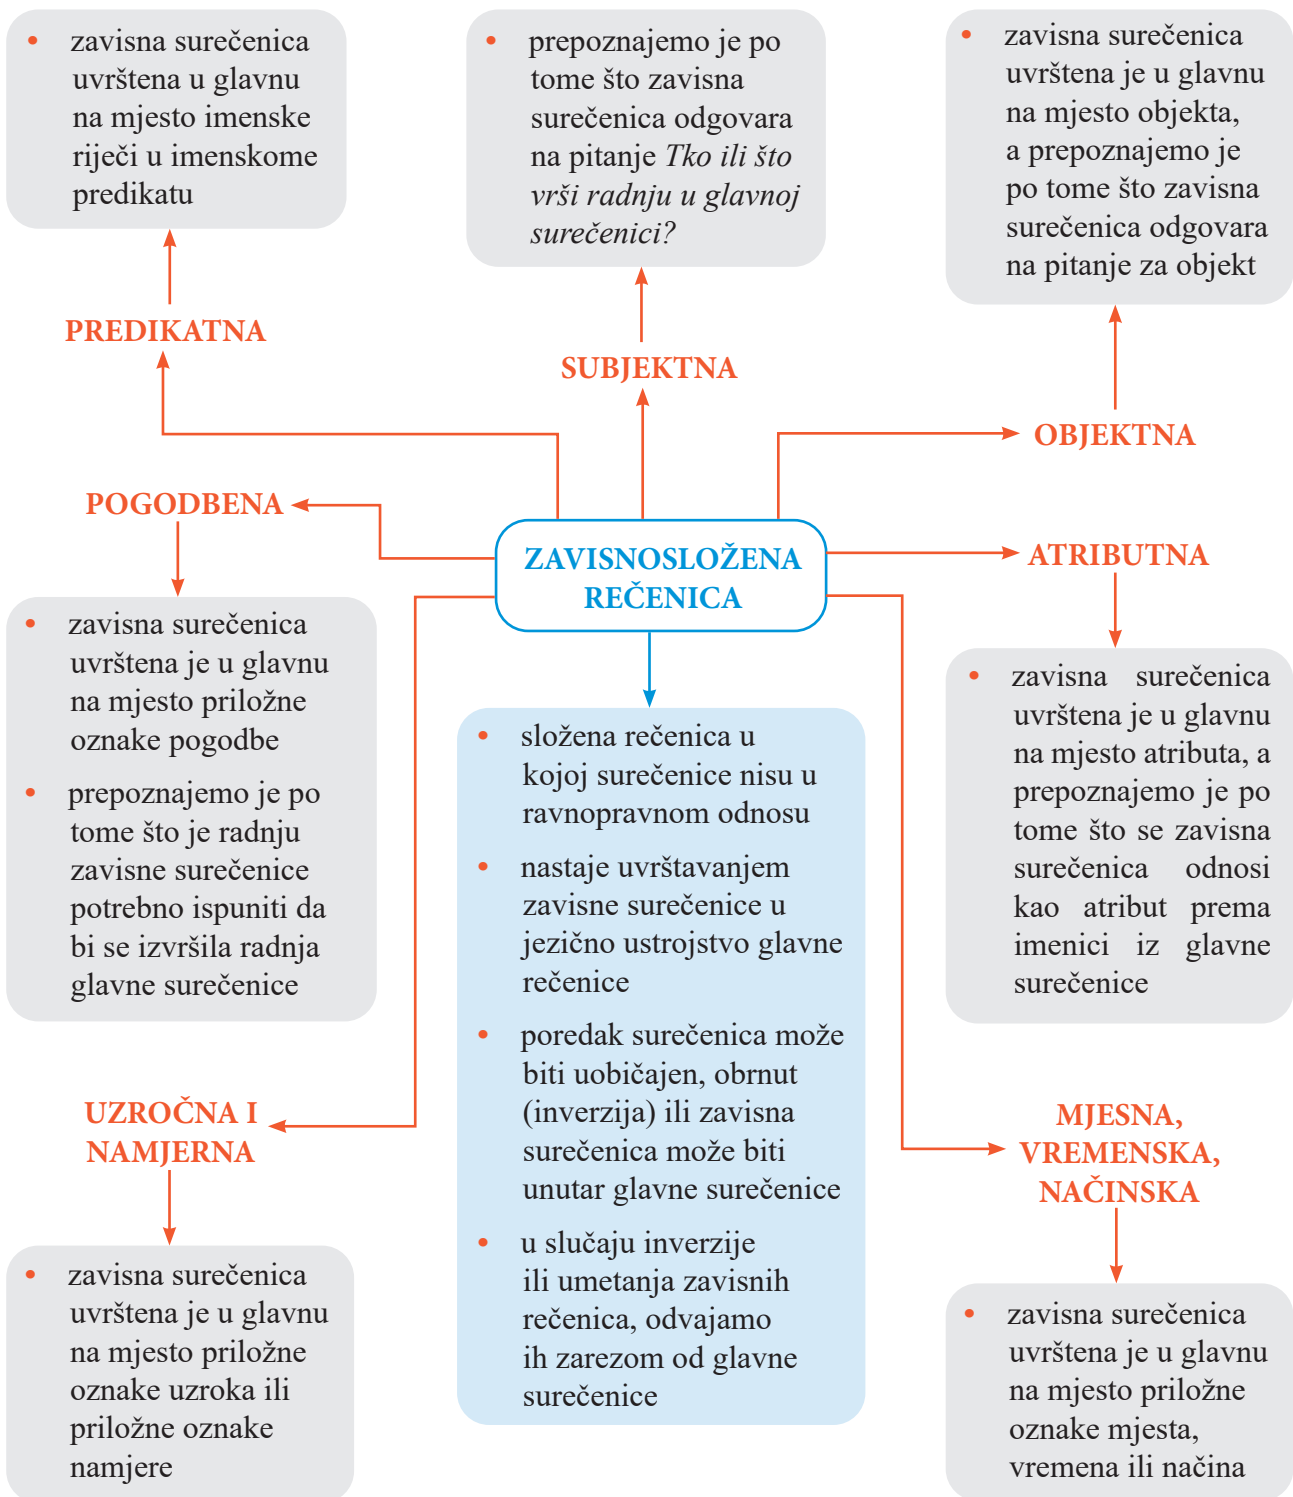 • zavisna surečenica
uvrštena u glavnu
na mjesto imenske
riječi u imenskome
predikatu
PREDIKATNA
• prepoznajemo je po
tome što zavisna
surečenica odgovara
na pitanje Tko ili što
vrši radnju u glavnoj
surečenici?
SUBJEKTNA
• zavisna surečenica
uvrštena je u glavnu
na mjesto objekta,
a prepoznajemo je
po tome što zavisna
surečenica odgovara
na pitanje za objekt
OBJEKTNA
POGODBENA
• zavisna surečenica
uvrštena je u glavnu
na mjesto priložne
oznake pogodbe
• prepoznajemo je po
tome što je radnju
zavisne surečenice
potrebno ispuniti da
bi se izvršila radnja
glavne surečenice
ZAVISNOSLOŽENA
REČENICA
• složena rečenica u
kojoj surečenice nisu u
ravnopravnom odnosu
• nastaje uvrštavanjem
zavisne surečenice u
jezično ustrojstvo glavne
rečenice
• poredak surečenica može
biti uobičajen, obrnut
(inverzija) ili zavisna
surečenica može biti
unutar glavne surečenice
• u slučaju inverzije
ili umetanja zavisnih
rečenica, odvajamo
ih zarezom od glavne
surečenice
ATRIBUTNA
• zavisna surečenica
uvrštena je u glavnu
na mjesto atributa, a
prepoznajemo je po
tome što se zavisna
surečenica odnosi
kao atribut prema
imenici iz glavne
surečenice
UZROČNA I
NAMJERNA
• zavisna surečenica
uvrštena je u glavnu
na mjesto priložne
oznake uzroka ili
priložne oznake
namjere
MJESNA,
VREMENSKA,
NAČINSKA
• zavisna surečenica
uvrštena je u glavnu
na mjesto priložne
oznake mjesta,
vremena ili načina